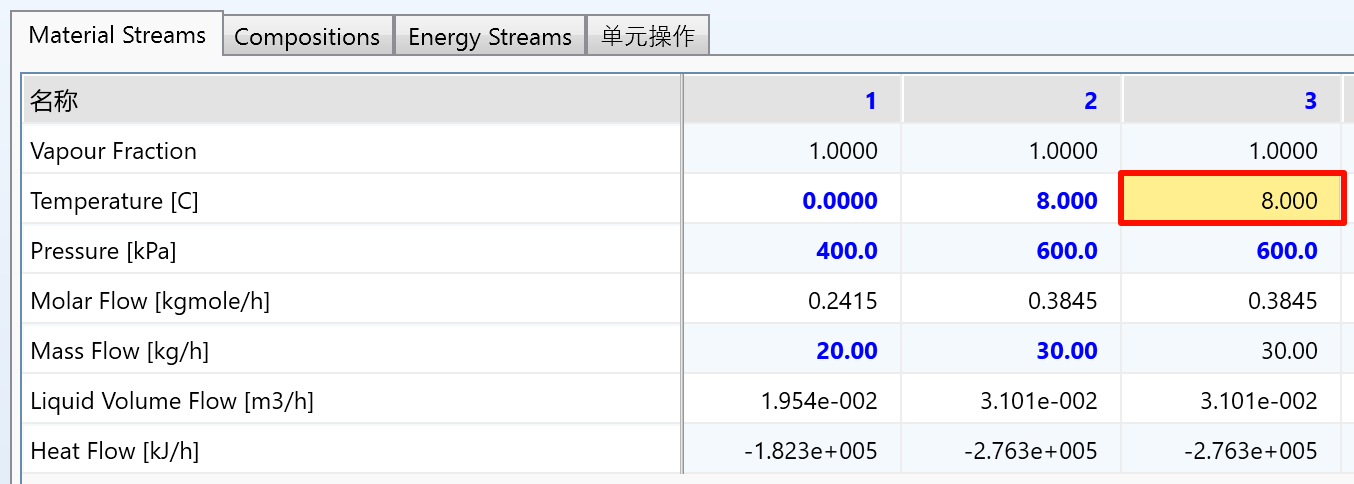 Material Streams Compositions Energy Streams 单元操作
名称 1 2 3
Vapour Fraction 1.0000 1.0000 1.0000
Temperature [C] 0.0000 8.000 8.000
Pressure [kPa] 400.0 600.0 600.0
Molar Flow [kgmole/h] 0.2415 0.3845 0.3845
Mass Flow [kg/h] 20.00 30.00 30.00
Liquid Volume Flow [m3/h] 1.954e-002 3.101e-002 3.101e-002
Heat Flow [kJ/h] -1.823e+005 -2.763e+005 -2.763e+005